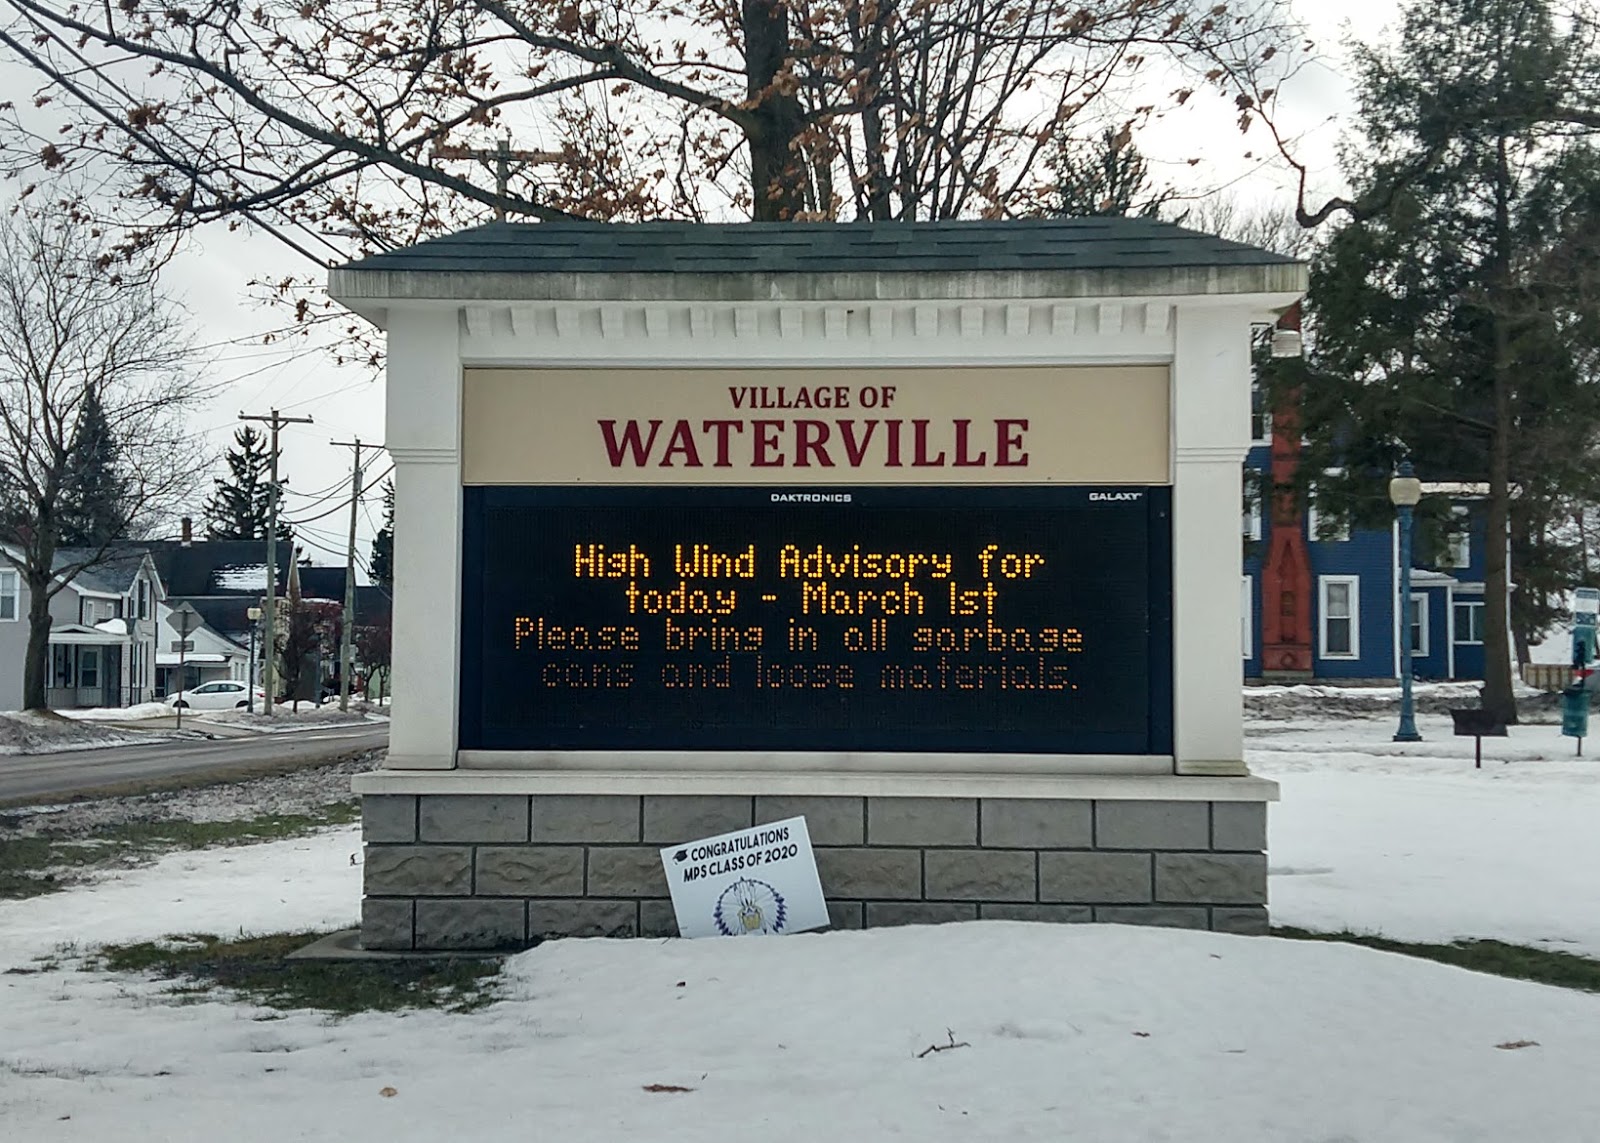 VILLAGE OF
WATERVILLE
DAKTRONICS GALAXY
High Wind Advisory for
today - March 1st
Please bring in all garbage
cans and loose materials.
CONGRATULATIONS
MPS CLASS OF 2020